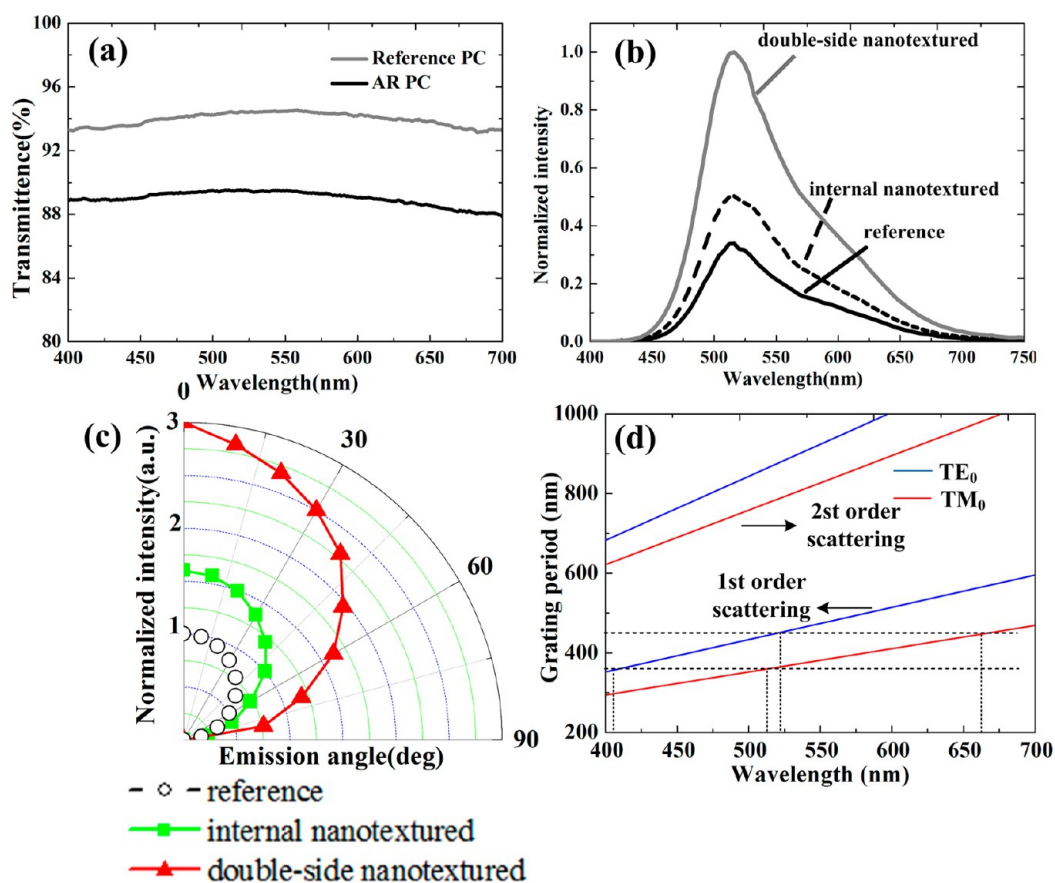 (a)
Reference PC
AR PC
Transmittence(%)
100
96
92
88
84
80
400 450 500 550 600 650 700
Wavelength(nm)
(b)
double-side nanotextured
internal nanotextured
reference
Normalized intensity
1.0
0.8
0.6
0.4
0.2
0.0
400 450 500 550 600 650 700 750
Wavelength(nm)
(c)
0
30
60
90
3
2
1
Normalized intensity(a.u.)
Emission angle(deg)
reference
internal nanotextured
double-side nanotextured
(d)
TE0
TM0
2st order
scattering
1st order
scattering
Grating period (nm)
1000
800
600
400
200
400 450 500 550 600 650 700
Wavelength (nm)